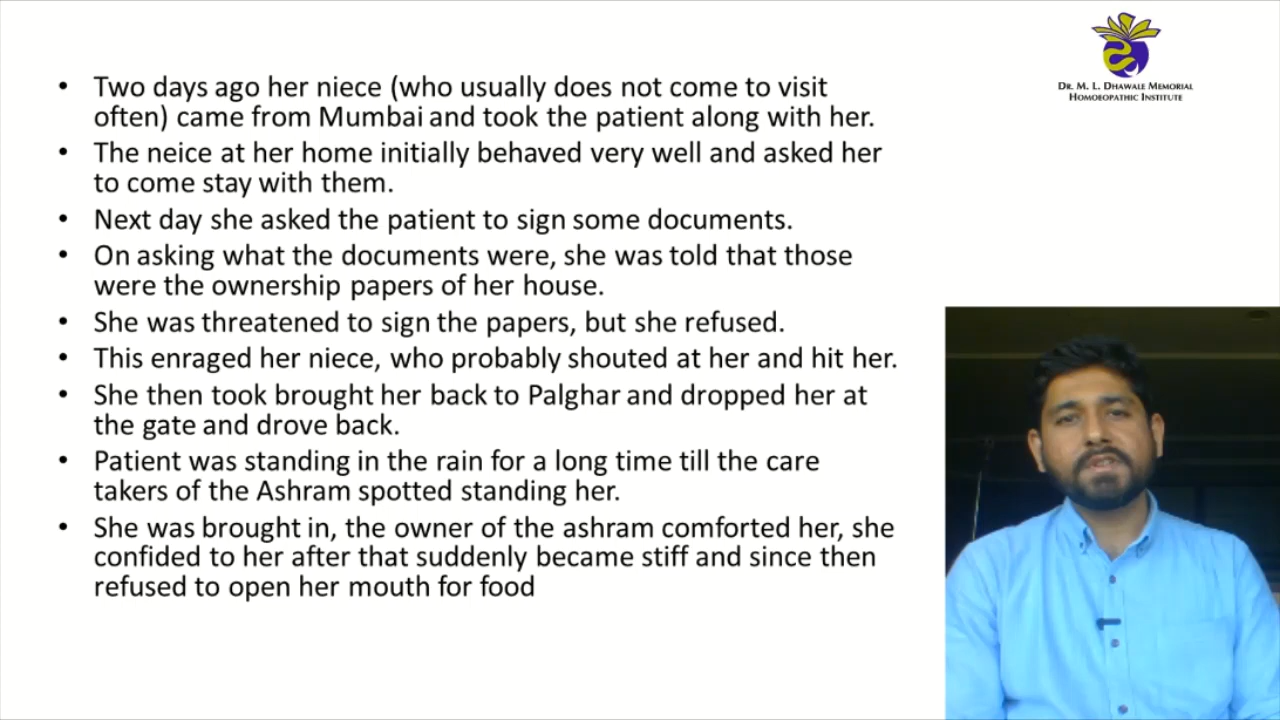 DR. M. L. DHAWALE MEMORIAL
HOMOEOPATHIC INSTITUTE
• Two days ago her niece (who usually does not come to visit
often) came from Mumbai and took the patient along with her.
• The neice at her home initially behaved very well and asked her
to come stay with them.
• Next day she asked the patient to sign some documents.
• On asking what the documents were, she was told that those
were the ownership papers of her house.
• She was threatened to sign the papers, but she refused.
• This enraged her niece, who probably shouted at her and hit her.
• She then took brought her back to Palghar and dropped her at
the gate and drove back.
• Patient was standing in the rain for a long time till the care
takers of the Ashram spotted standing her.
• She was brought in, the owner of the ashram comforted her, she
confided to her after that suddenly became stiff and since then
refused to open her mouth for food